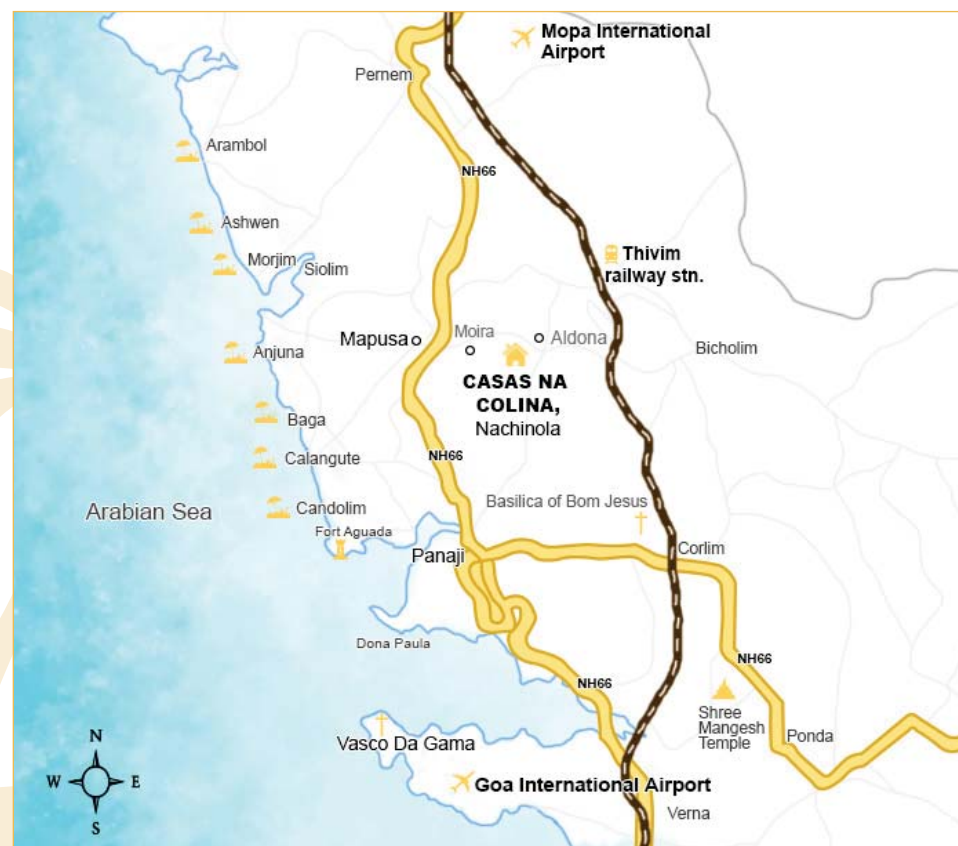 Mopa International
Airport
Pernem
Arambol
NH66
Ashwen
Thivim
railway stn.
Morjim
Siolim
Mapusa
Moira
Aldona
Bicholim
Anjuna
CASAS NA
COLINA,
Nachinola
Baga
NH66
Calangute
Basilica of Bom Jesus
Candolim
Arabian Sea
Fort Aguada
Panaji
Corlim
Dona Paula
NH66
NH66
Shree
Mangesh
Temple
Ponda
Vasco Da Gama
N
W
E
S
Goa International Airport
Verna